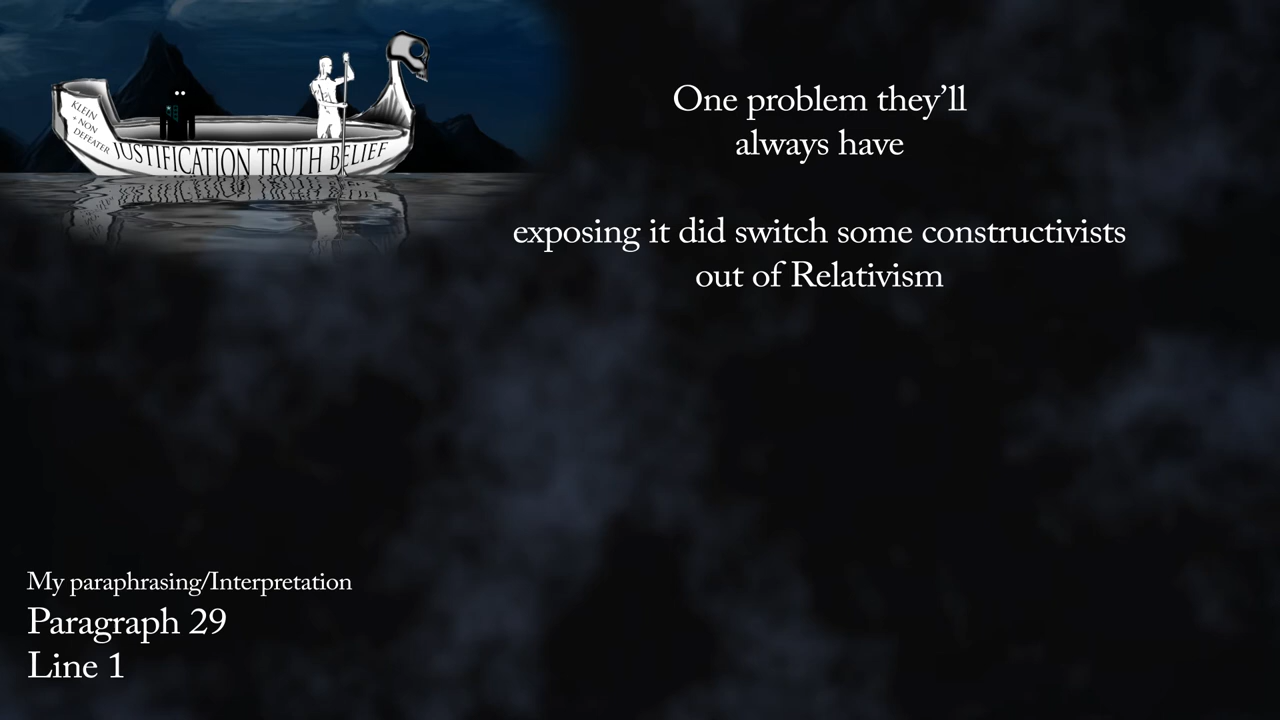 KLEIN
+ NON
DEFEATER
JUSTIFICATION TRUTH BELIEF
One problem they’ll
always have
exposing it did switch some constructivists
out of Relativism
My paraphrasing/Interpretation
Paragraph 29
Line 1